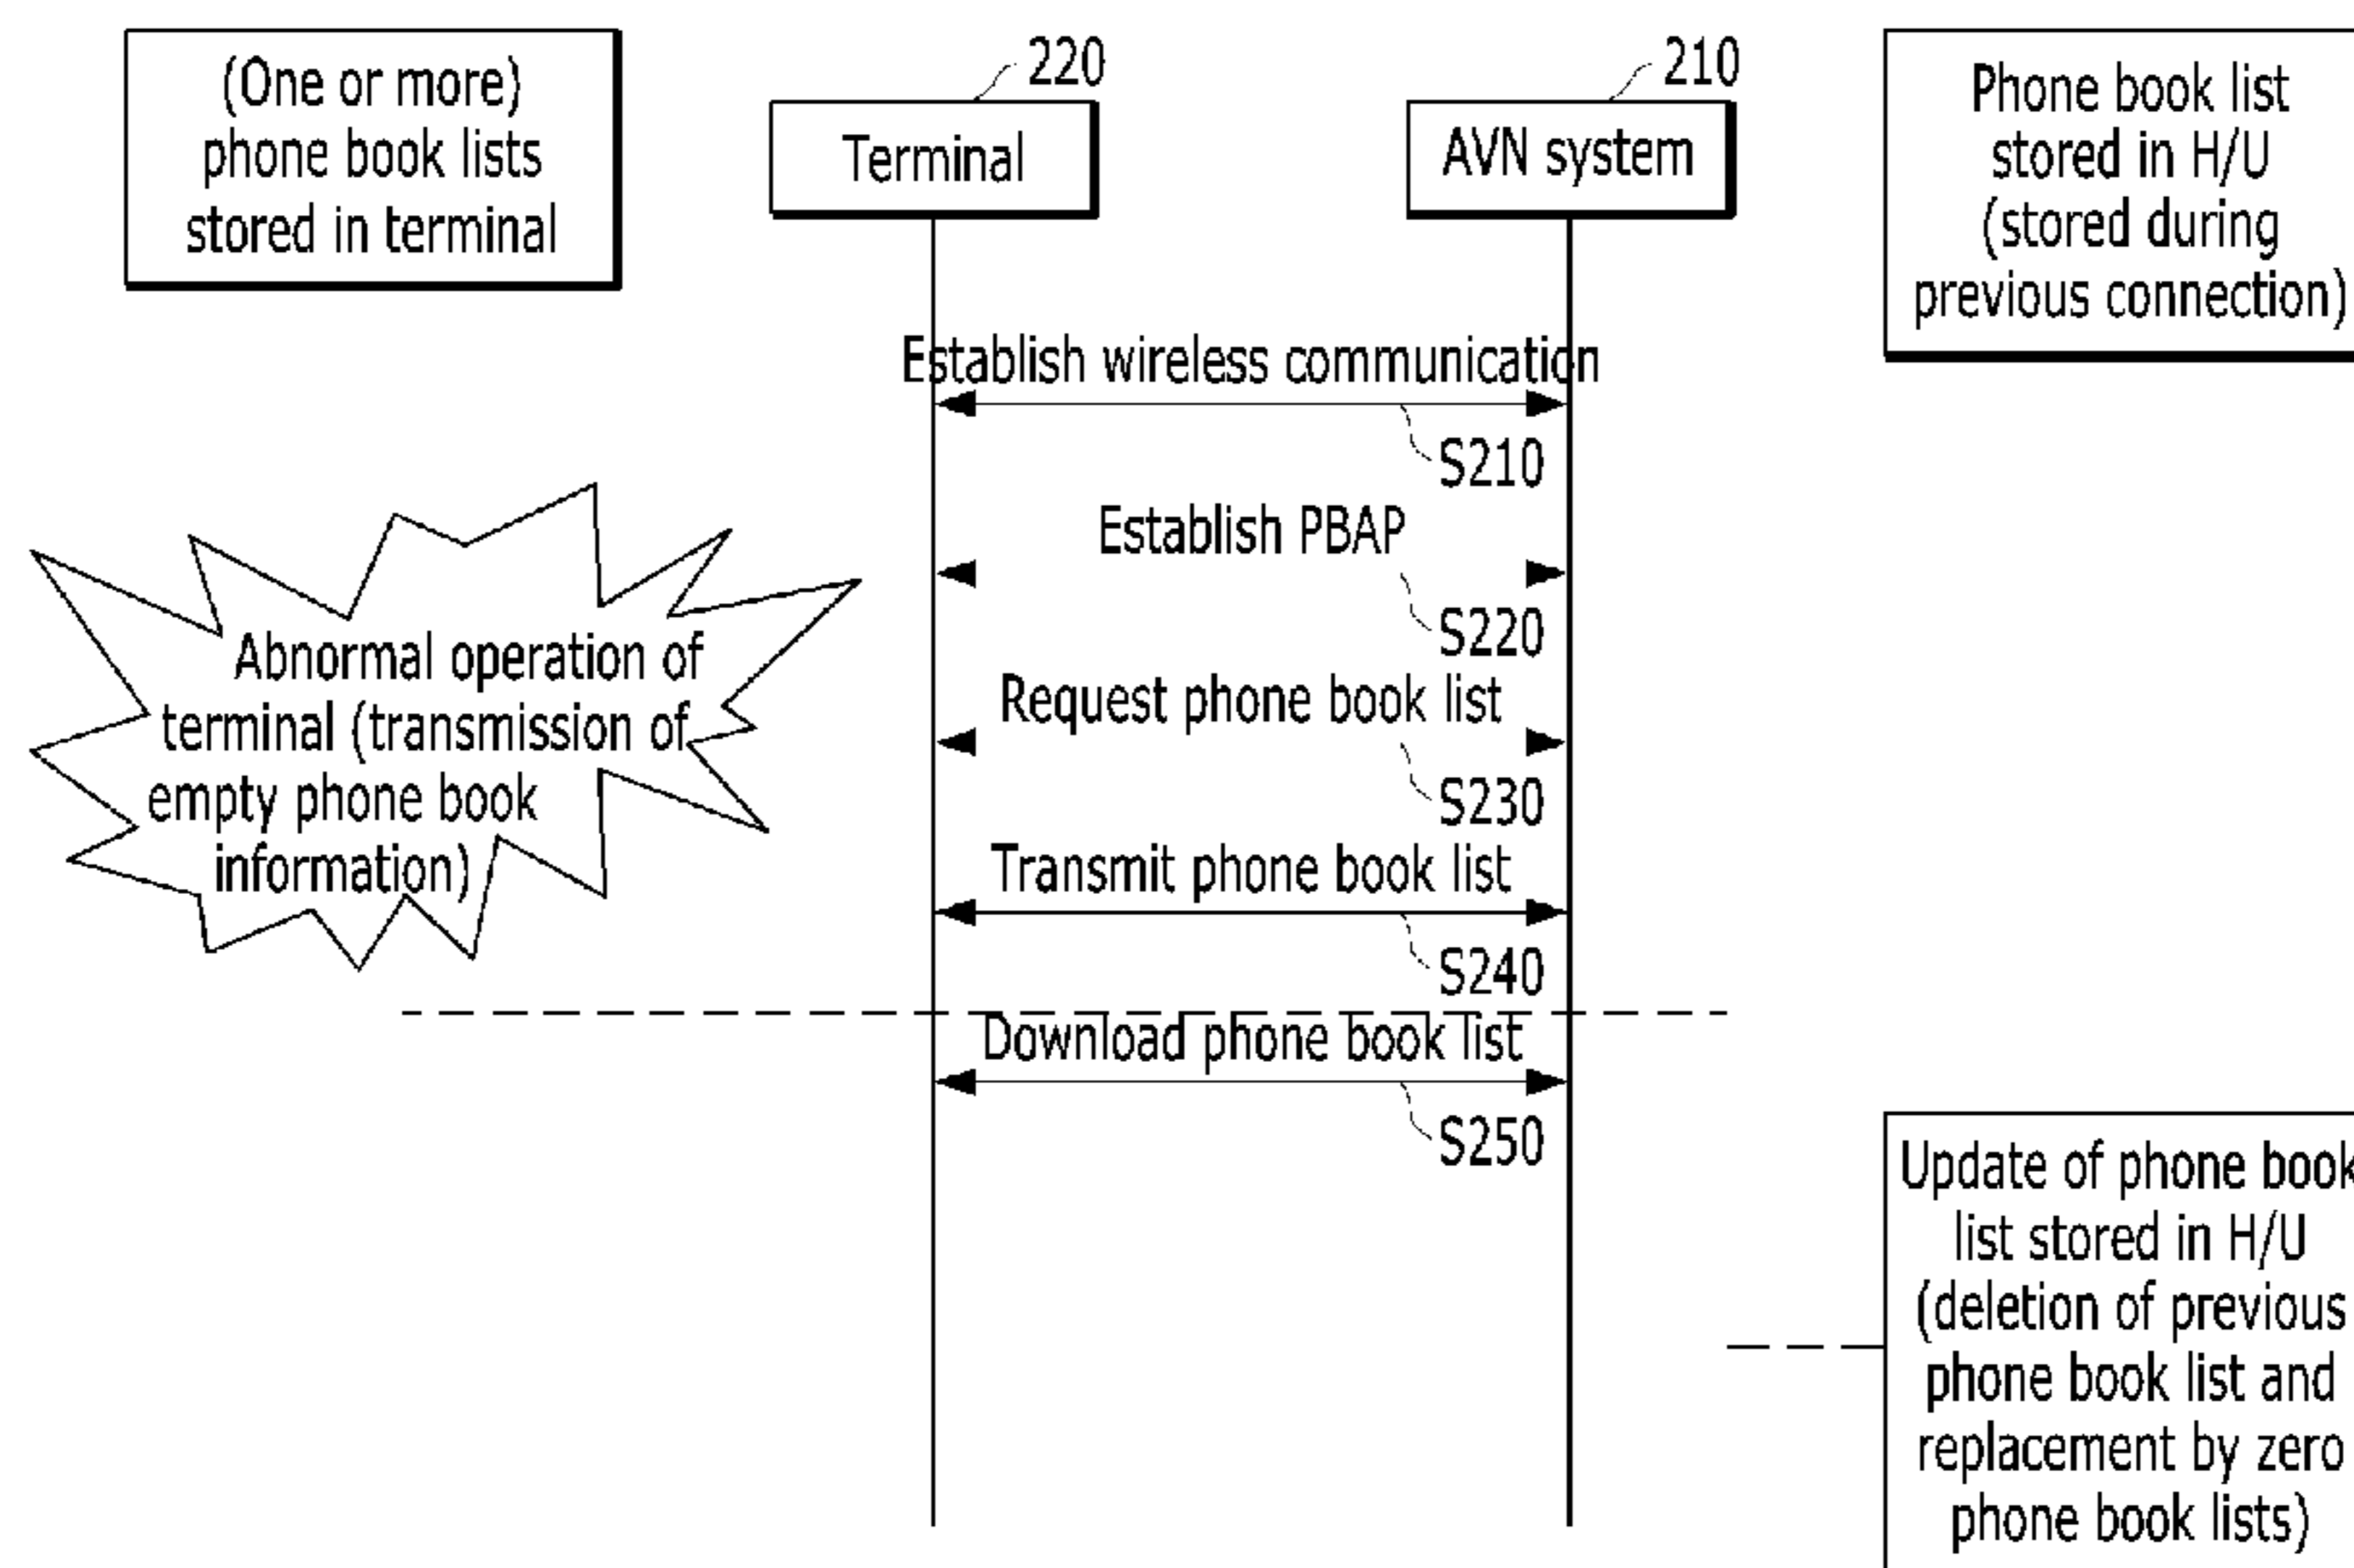 (One or more)
phone book lists
stored in terminal
220
Terminal
210
AVN system
Phone book list
stored in H/U
(stored during
previous connection)
Establish wireless communication
S210
Establish PBAP
S220
Request phone book list
S230
Transmit phone book list
S240
Download phone book list
S250
Abnormal operation of
terminal (transmission of
empty phone book
information)
Update of phone book
list stored in H/U
(deletion of previous
phone book list and
replacement by zero
phone book lists)